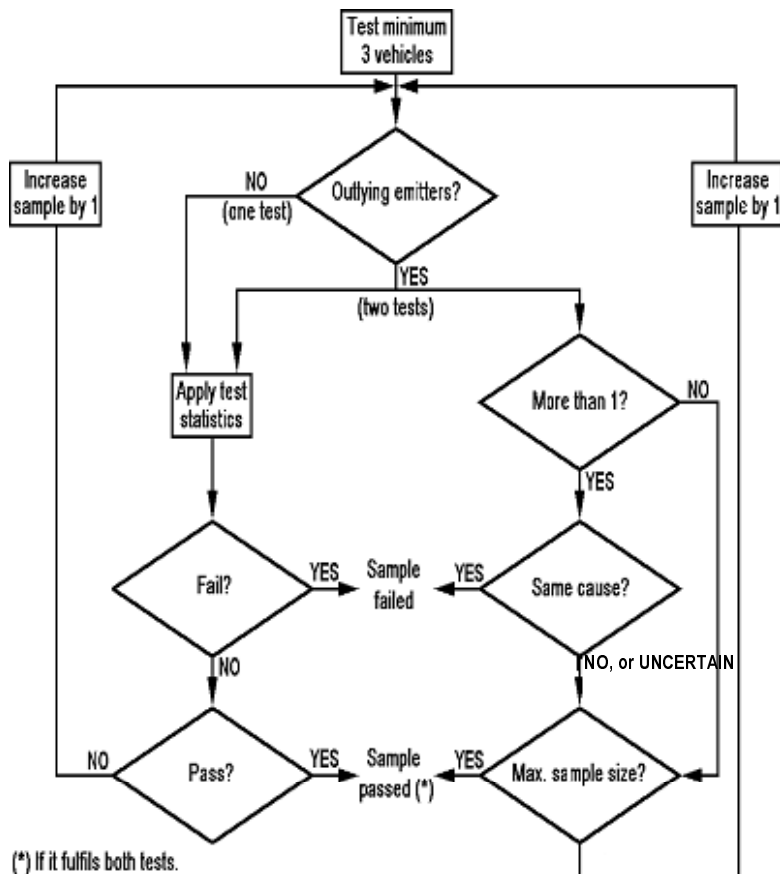 Test minimum
3 vehicles
Increase
sample by 1
Increase
sample by 1
Outlying emitters?
NO
(one test)
YES
(two tests)
Apply test
statistics
More than 1?
NO
YES
Fail?
YES
Sample
failed
YES
Same cause?
NO
NO, or UNCERTAIN
NO
Pass?
YES
Sample
passed (*)
YES
Max. sample size?
(*) If it fulfils both tests.